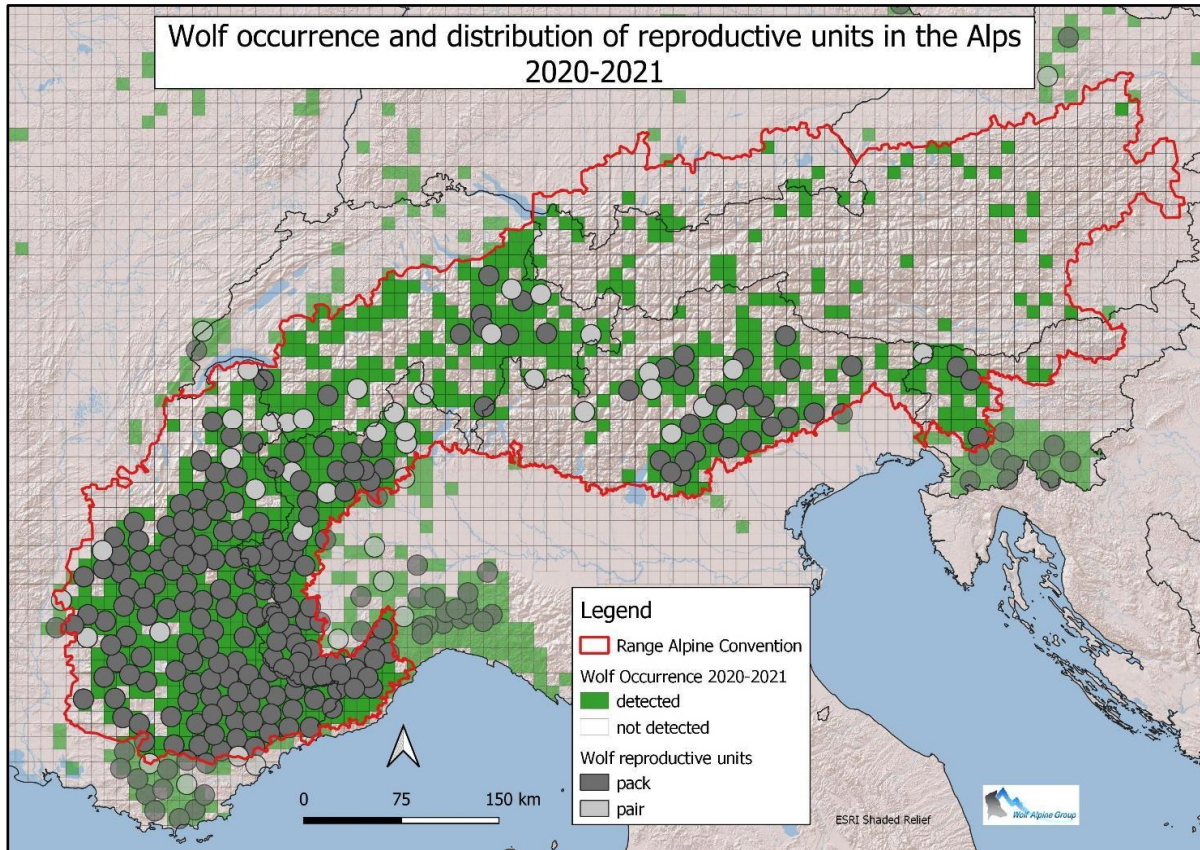 Wolf occurrence and distribution of reproductive units in the Alps
2020-2021
Legend
Range Alpine Convention
Wolf Occurrence 2020-2021
detected
not detected
Wolf reproductive units
pack
pair
0 75 150 km
ESRI Shaded Relief
Wolf Alpine Group